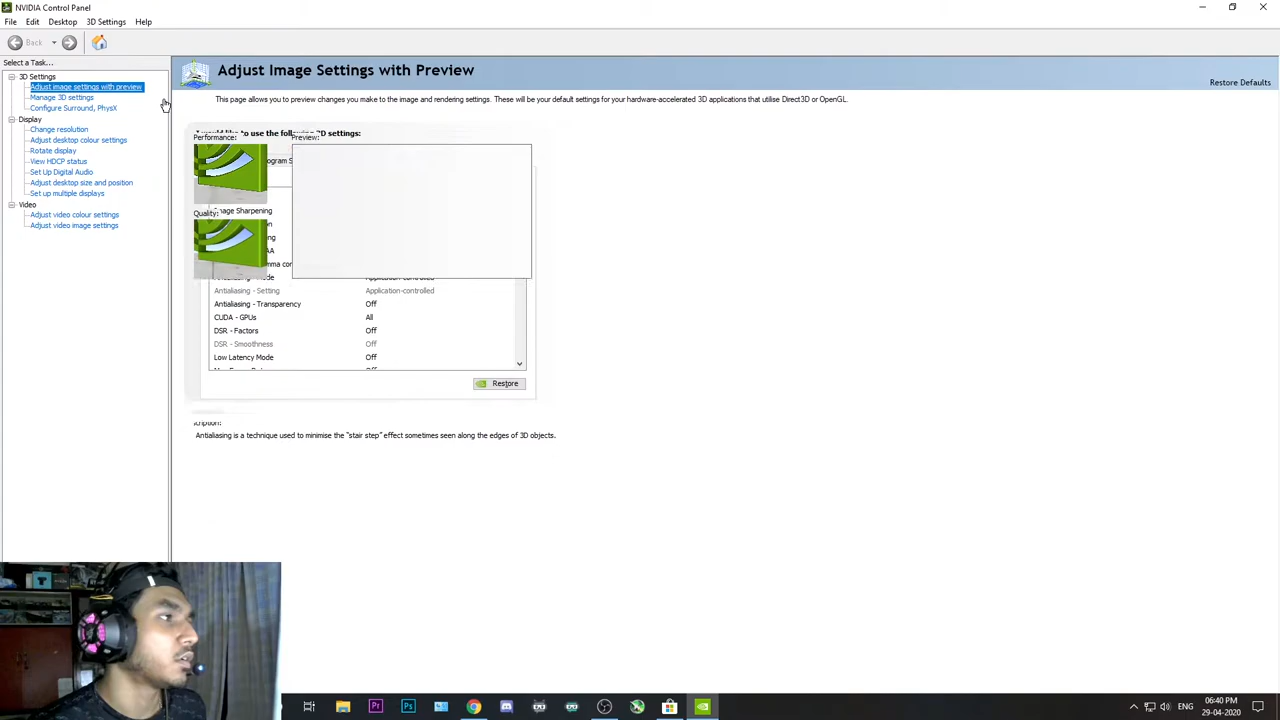 NVIDIA Control Panel
File Edit Desktop 3D Settings Help
Back
Select a Task...
3D Settings
Adjust image settings with preview
Manage 3D settings
Configure Surround, PhysX
Display
Change resolution
Adjust desktop colour settings
Rotate display
View HDCP status
Set Up Digital Audio
Adjust desktop size and position
Set up multiple displays
Video
Adjust video colour settings
Adjust video image settings
Adjust Image Settings with Preview
Restore Defaults
This page allows you to preview changes you make to the image and rendering settings. These will be your default settings for your hardware-accelerated 3D applications that utilise Direct3D or OpenGL.
I would like to use the following 3D settings:
Performance:
Preview:
Quality:
Image Sharpening
Application-controlled
Antialiasing - Setting Application-controlled
Antialiasing - Transparency Off
CUDA - GPUs All
DSR - Factors Off
DSR - Smoothness Off
Low Latency Mode Off
Restore
Antialiasing is a technique used to minimise the "stair step" effect sometimes seen along the edges of 3D objects.
Pr
Ps
ENG
06:40 PM
29-04-2020